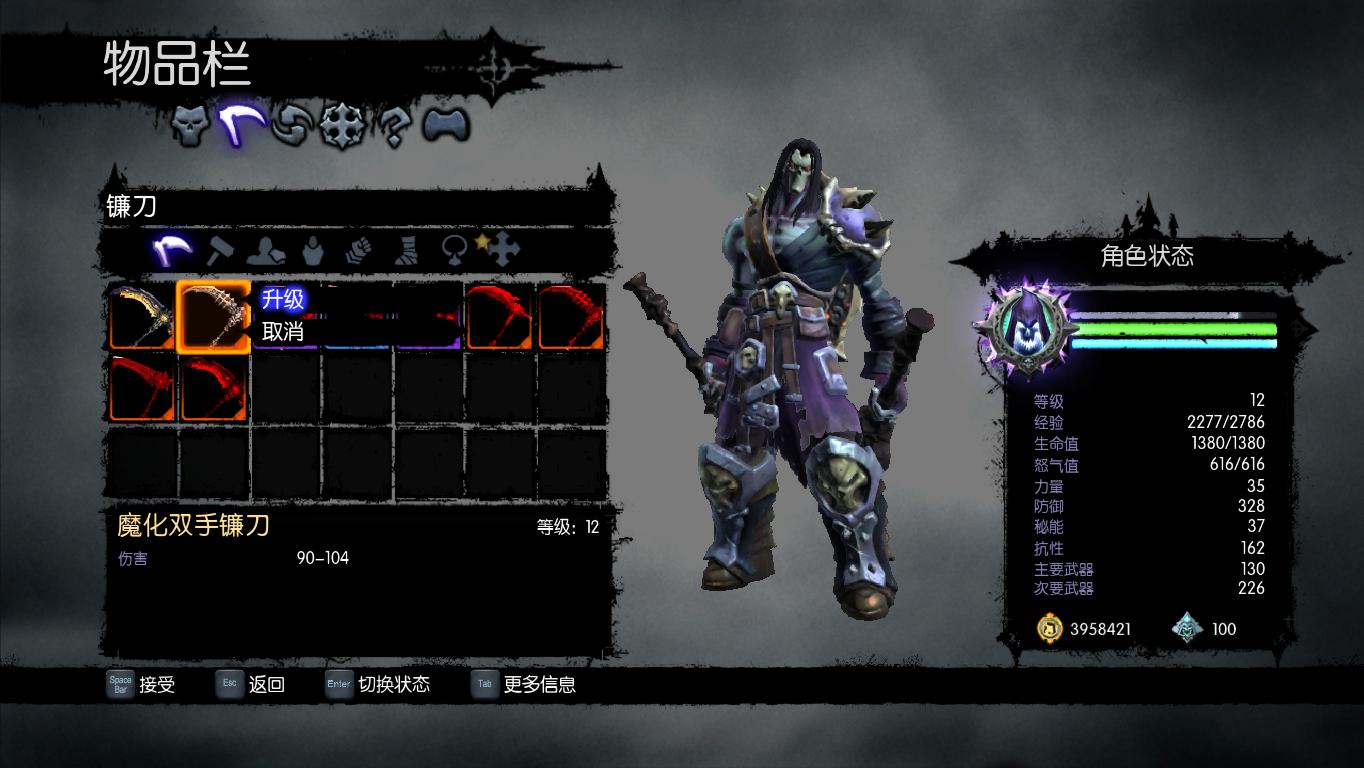 物品栏
镰刀
升级
取消
魔化双手镰刀
等级: 12
伤害 90-104
角色状态
等级 12
经验 2277/2786
生命值 1380/1380
怒气值 616/616
力量 35
防御 328
秘能 37
抗性 162
主要武器 130
次要武器 226
3958421 100
Space Bar 接受 Esc 返回 Enter 切换状态 Tab 更多信息